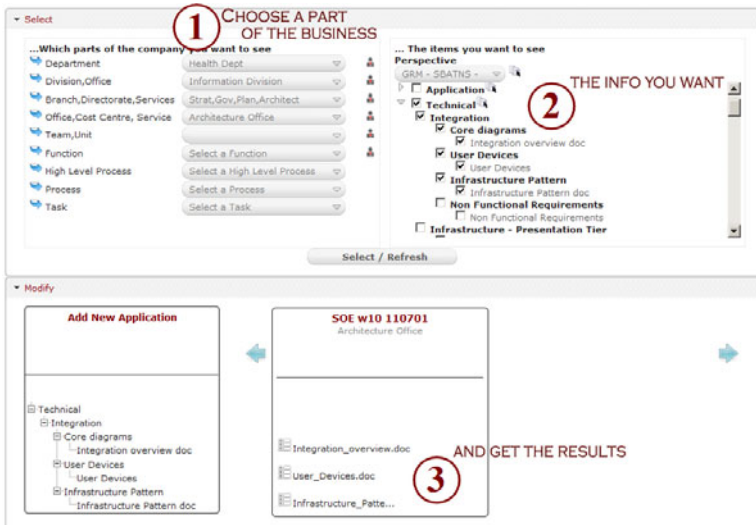 Select
1 CHOOSE A PART
OF THE BUSINESS
...Which parts of the company you want to see
Department Health Dept
Division,Office Information Division
Branch,Directorate,Services Strat,Gov,Plan,Architect
Office,Cost Centre, Service Architecture Office
Team,Unit
Function Select a Function
High Level Process Select a High Level Process
Process Select a Process
Task Select a Task
... The items you want to see
Perspective
GRM - SBATNS -
Application
Technical
Integration
Core diagrams
Integration overview doc
User Devices
User Devices
Infrastructure Pattern
Infrastructure Pattern doc
Non Functional Requirements
Non Functional Requirements
Infrastructure - Presentation Tier
2 THE INFO YOU WANT
Select / Refresh
Modify
Add New Application
Technical
Integration
Core diagrams
Integration overview doc
User Devices
User Devices
Infrastructure Pattern
Infrastructure Pattern doc
SOE w10 110701
Architecture Office
Integration_overview.doc
User_Devices.doc
Infrastructure_Patte...
3 AND GET THE RESULTS